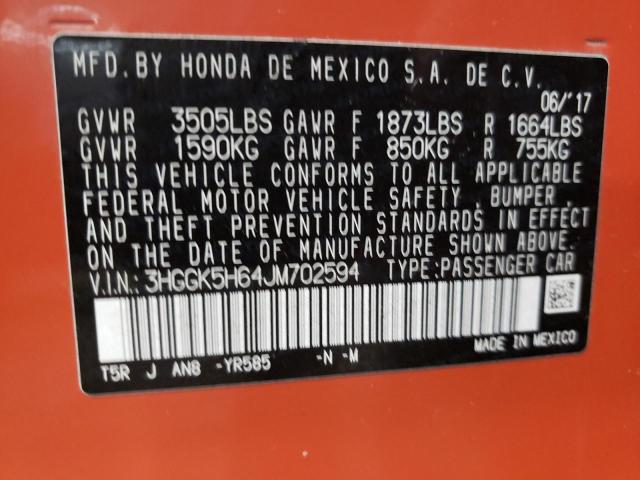 MFD. BY HONDA DE MEXICO S.A. DE C.V.
06/'17
GVWR 3505LBS GAWR F 1873LBS R 1664LBS
GVWR 1590KG GAWR F 850KG R 755KG
THIS VEHICLE CONFORMS TO ALL APPLICABLE
FEDERAL MOTOR VEHICLE SAFETY, BUMPER,
AND THEFT PREVENTION STANDARDS IN EFFECT
ON THE DATE OF MANUFACTURE SHOWN ABOVE.
V.I.N.: 3HGGK5H64JM702594 TYPE:PASSENGER CAR
T5R J AN8 -YR585 -N -M MADE IN MEXICO